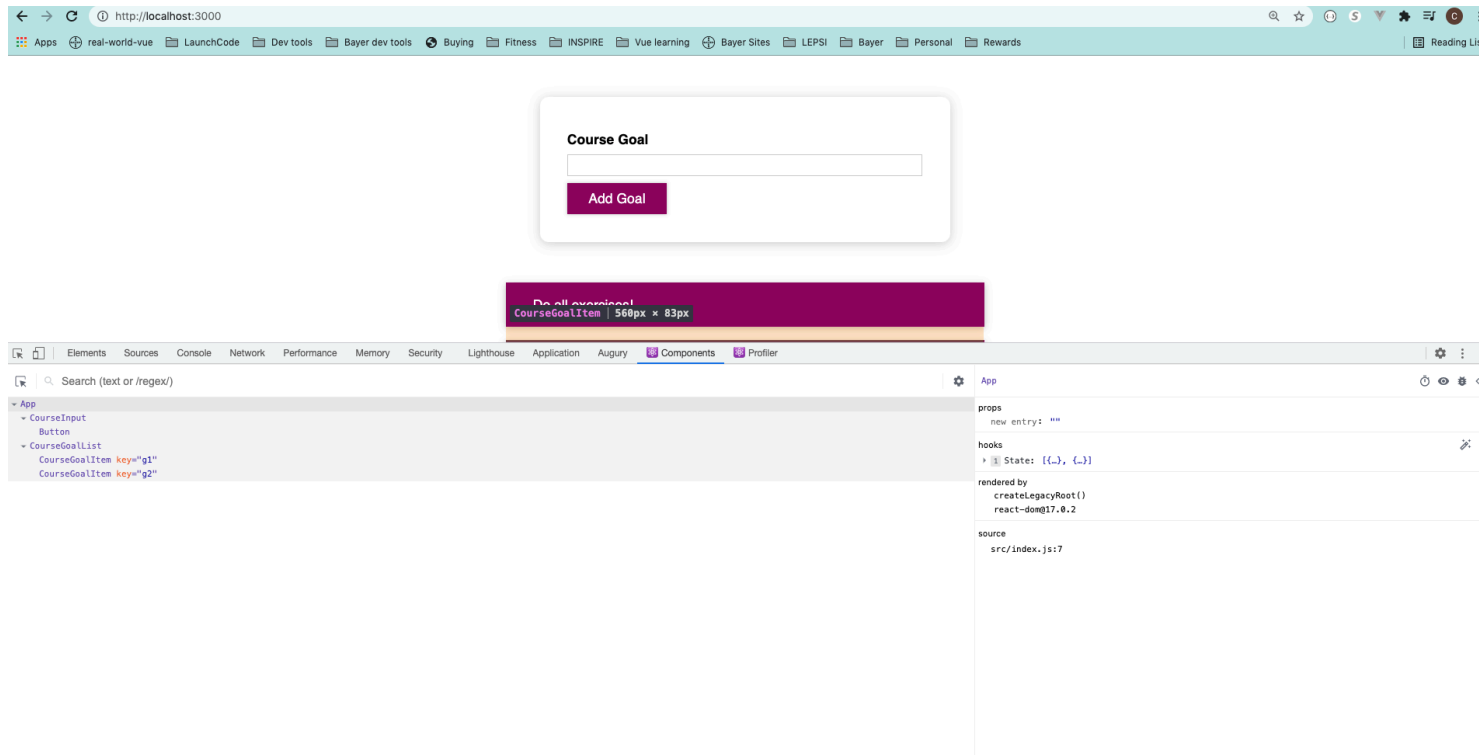 http://localhost:3000
S
C
Apps real-world-vue LaunchCode Dev tools Bayer dev tools Buying Fitness INSPIRE Vue learning Bayer Sites LEPSI Bayer Personal Rewards Reading Lis
Course Goal
Add Goal
Do all exercises!
CourseGoalItem | 560px × 83px
Elements Sources Console Network Performance Memory Security Lighthouse Application Augury Components Profiler
Search (text or /regex/)
App
App
props
CourseInput
new entry: ""
Button
CourseGoalList
hooks
CourseGoalItem key="g1"
1 State: [{…}, {…}]
CourseGoalItem key="g2"
rendered by
createLegacyRoot()
react-dom@17.0.2
source
src/index.js:7